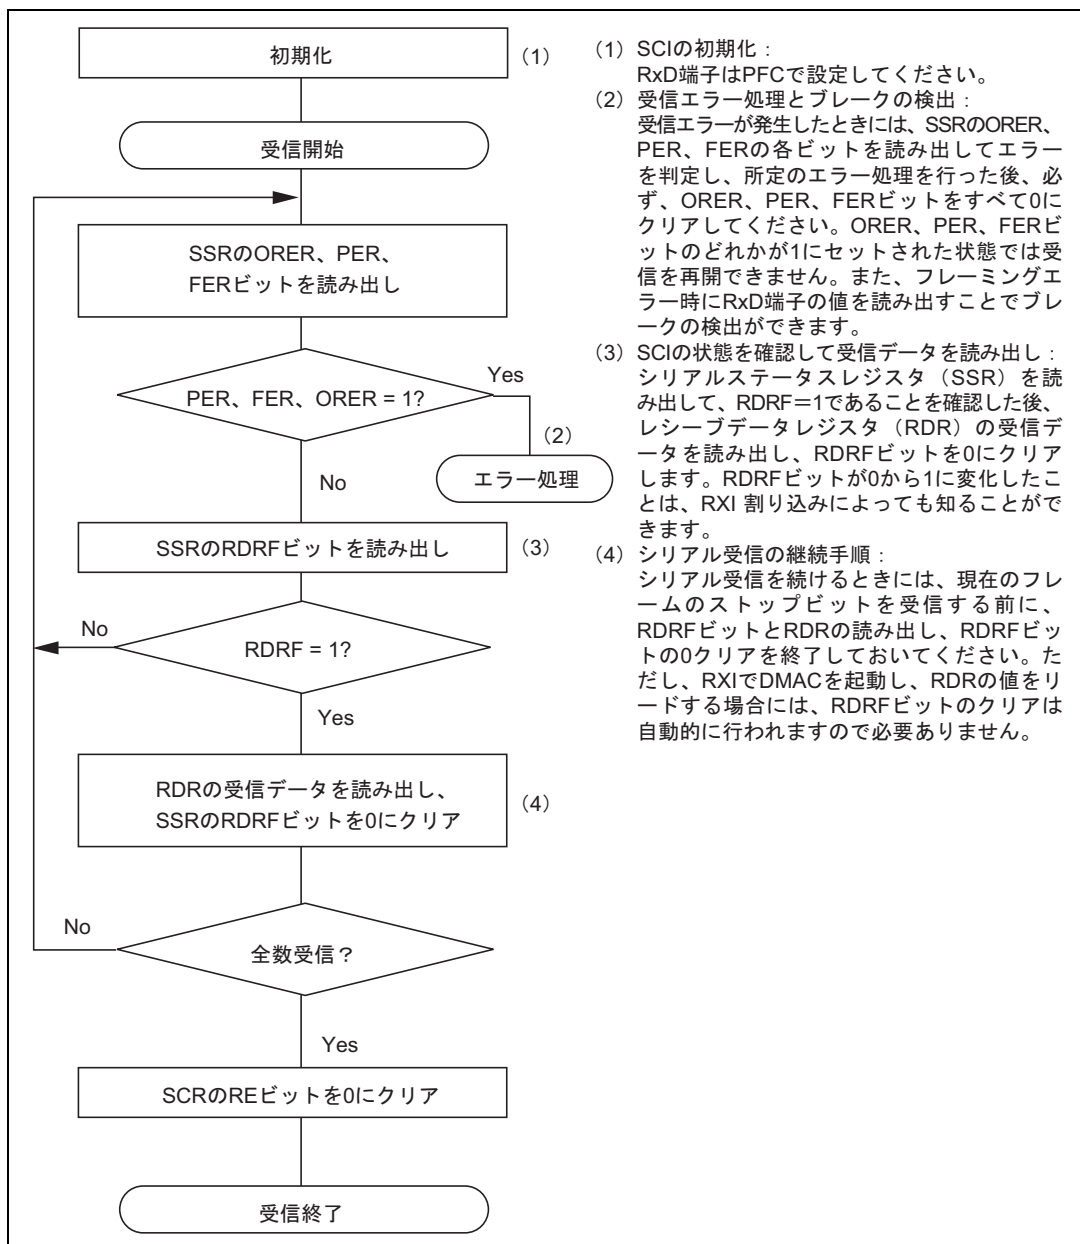 初期化
(1)
受信開始
SSRのORER、PER、
FERビットを読み出し
PER、FER、ORER = 1?
Yes
(2)
エラー処理
No
SSRのRDRFビットを読み出し
(3)
No
RDRF = 1?
Yes
RDRの受信データを読み出し、
SSRのRDRFビットを0にクリア
(4)
No
全数受信？
Yes
SCRのREビットを0にクリア
受信終了
(1) SCIの初期化：
RxD端子はPFCで設定してください。
(2) 受信エラー処理とブレークの検出：
受信エラーが発生したときには、SSRのORER、
PER、FERの各ビットを読み出してエラー
を判定し、所定のエラー処理を行った後、必
ず、ORER、PER、FERビットをすべて0に
クリアしてください。ORER、PER、FERビ
ットのどれかが1にセットされた状態では受
信を再開できません。また、フレーミングエ
ラー時にRxD端子の値を読み出すことでブレ
ークの検出ができます。
(3) SCIの状態を確認して受信データを読み出し：
シリアルステータスレジスタ（SSR）を読
み出して、RDRF＝1であることを確認した後、
レシーブデータレジスタ（RDR）の受信デ
ータを読み出し、RDRFビットを0にクリア
します。RDRFビットが0から1に変化したこ
とは、RXI 割り込みによっても知ることがで
きます。
(4) シリアル受信の継続手順：
シリアル受信を続けるときには、現在のフレ
ームのストップビットを受信する前に、
RDRFビットとRDRの読み出し、RDRFビッ
トの0クリアを終了しておいてください。た
だし、RXIでDMACを起動し、RDRの値をリ
ードする場合には、RDRFビットのクリアは
自動的に行われますので必要ありません。